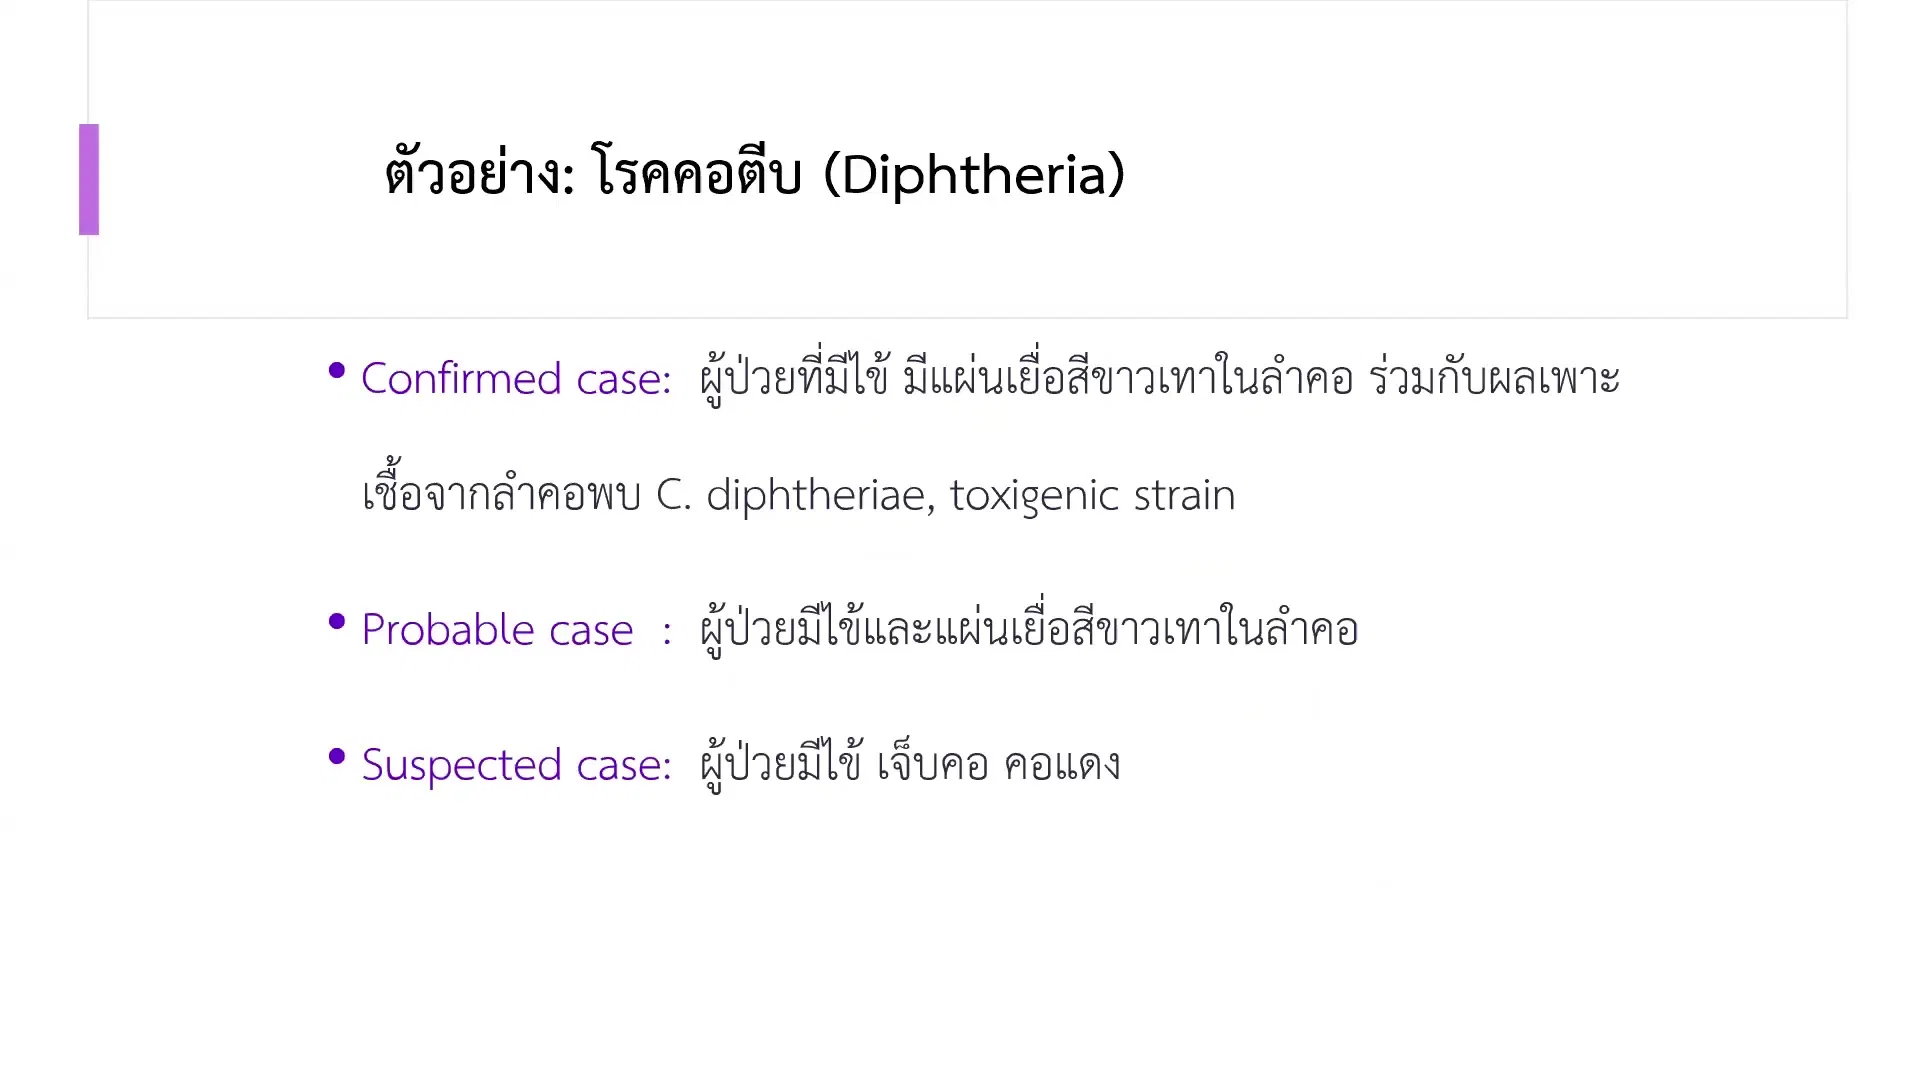 ตัวอย่าง: โรคคอตีบ (Diphtheria)
• Confirmed case: ผู้ป่วยที่มีไข้ มีแผ่นเยื่อสีขาวเทาในลำคอ ร่วมกับผลเพาะ
เชื้อจากลำคอพบ C. diphtheriae, toxigenic strain
• Probable case : ผู้ป่วยมีไข้และแผ่นเยื่อสีขาวเทาในลำคอ
• Suspected case: ผู้ป่วยมีไข้ เจ็บคอ คอแดง